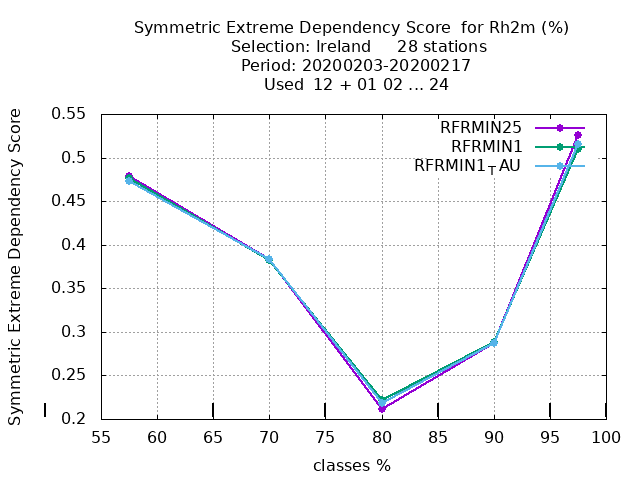 Symmetric Extreme Dependency Score for Rh2m (%)
Selection: Ireland 28 stations
Period: 20200203-20200217
Used 12 + 01 02 ... 24
Symmetric Extreme Dependency Score
0.55
0.5
0.45
0.4
0.35
0.3
0.25
0.2
RFRMIN25
RFRMIN1
RFRMIN1TAU
55 60 65 70 75 80 85 90 95 100
classes %